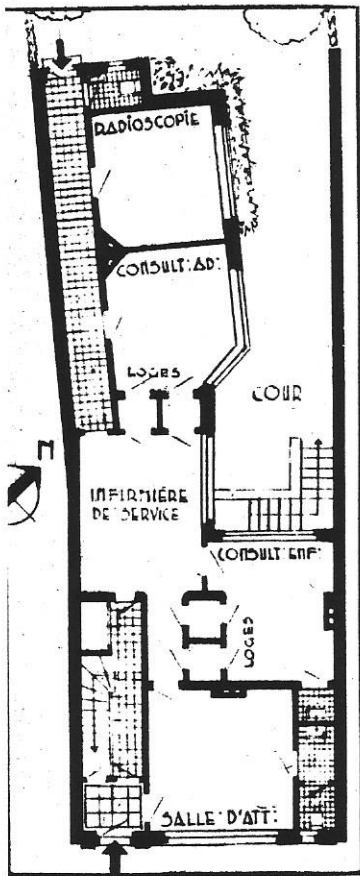 RADIOSCOPIE
CONSULT: AD:
LOGES
COUR
N
INFIRMIÈRE
DE SERVICE
CONSULT: ENF:
LOGES
SALLE D'ATT: